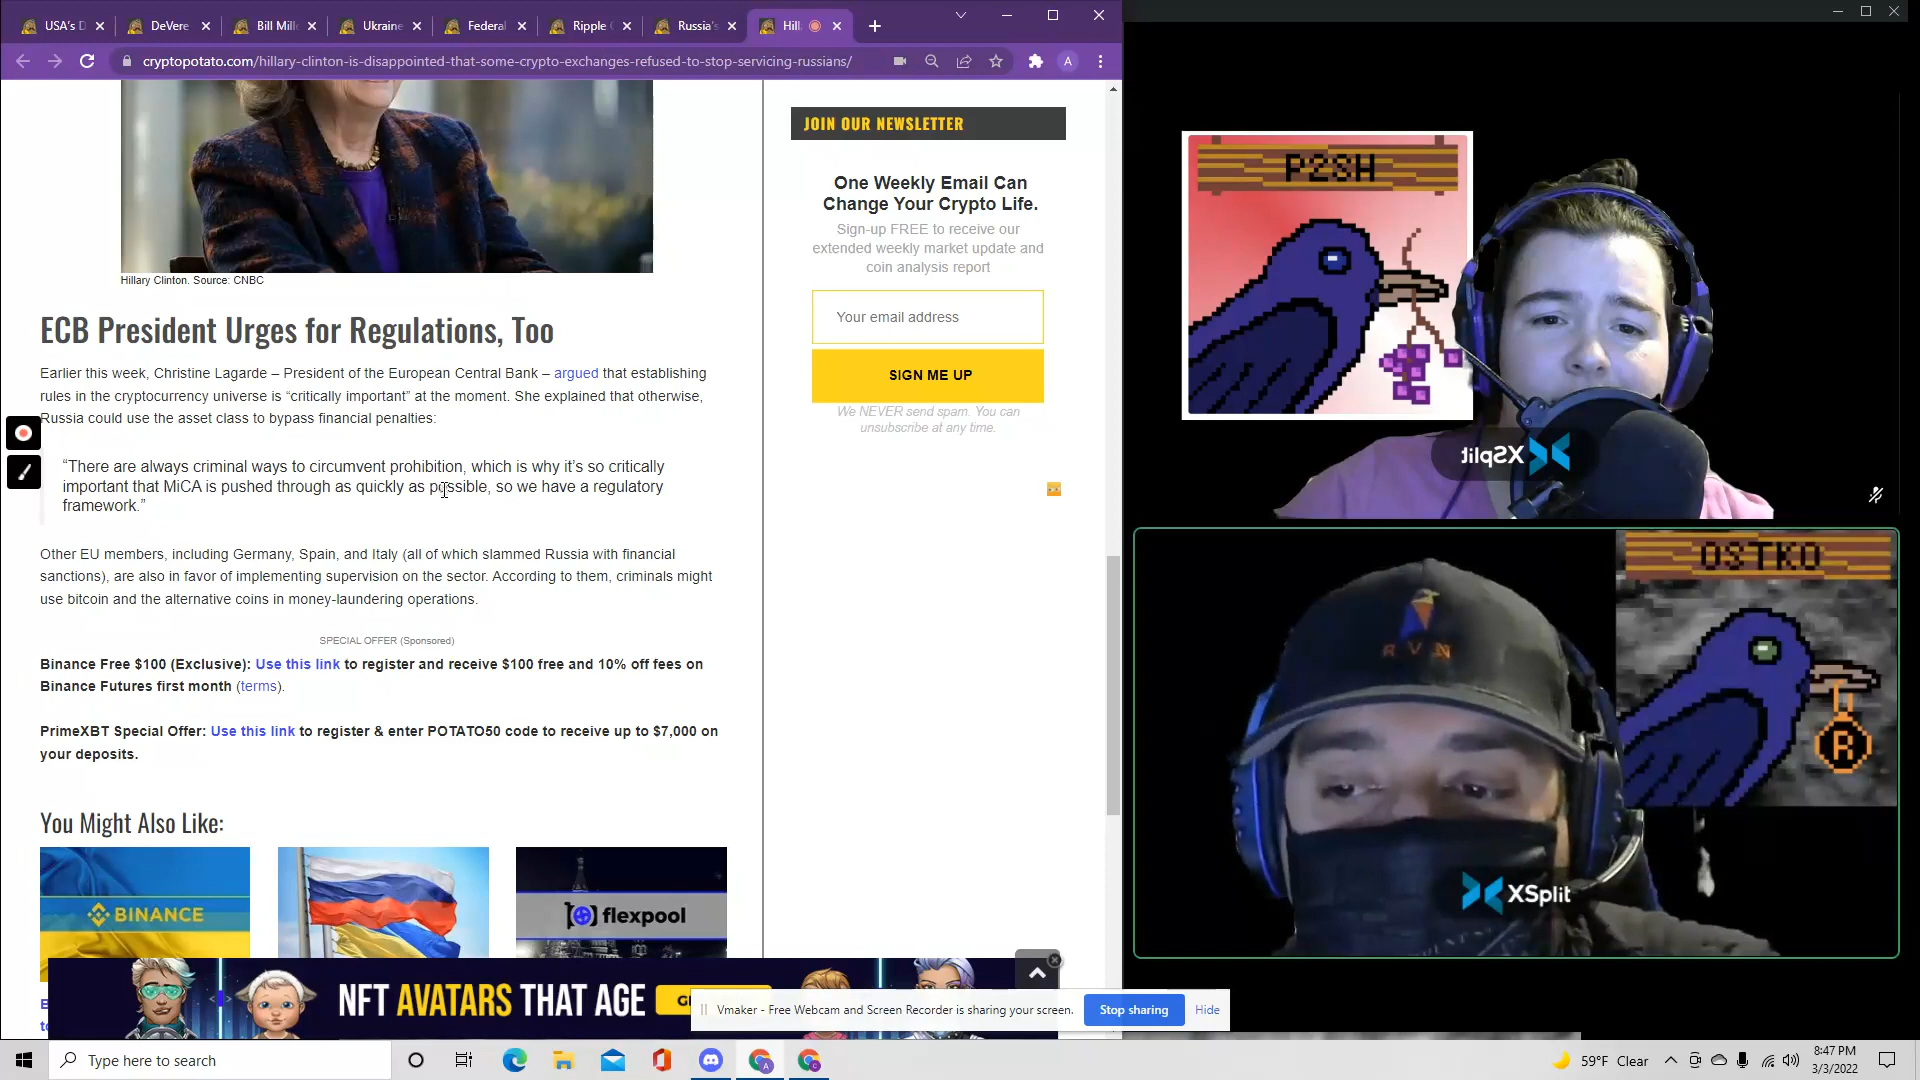 USA's D
DeVere
Bill Mill
Ukraine
Federal
Ripple
Russia's
Hill
cryptopotato.com/hillary-clinton-is-disappointed-that-some-crypto-exchanges-refused-to-stop-servicing-russians/
A
Hillary Clinton. Source: CNBC
ECB President Urges for Regulations, Too
Earlier this week, Christine Lagarde – President of the European Central Bank – argued that establishing
rules in the cryptocurrency universe is “critically important” at the moment. She explained that otherwise,
Russia could use the asset class to bypass financial penalties:
“There are always criminal ways to circumvent prohibition, which is why it’s so critically
important that MiCA is pushed through as quickly as possible, so we have a regulatory
framework.”
Other EU members, including Germany, Spain, and Italy (all of which slammed Russia with financial
sanctions), are also in favor of implementing supervision on the sector. According to them, criminals might
use bitcoin and the alternative coins in money-laundering operations.
SPECIAL OFFER (Sponsored)
Binance Free $100 (Exclusive): Use this link to register and receive $100 free and 10% off fees on
Binance Futures first month (terms).
PrimeXBT Special Offer: Use this link to register & enter POTATO50 code to receive up to $7,000 on
your deposits.
You Might Also Like:
BINANCE
flexpool
JOIN OUR NEWSLETTER
One Weekly Email Can
Change Your Crypto Life.
Sign-up FREE to receive our
extended weekly market update and
coin analysis report
Your email address
SIGN ME UP
We NEVER send spam. You can
unsubscribe at any time.
P2SH
XSplit
OSTKO
RVN
R
XSplit
NFT AVATARS THAT AGE
Vmaker - Free Webcam and Screen Recorder is sharing your screen.
Stop sharing
Hide
Type here to search
59°F Clear
8:47 PM
3/3/2022